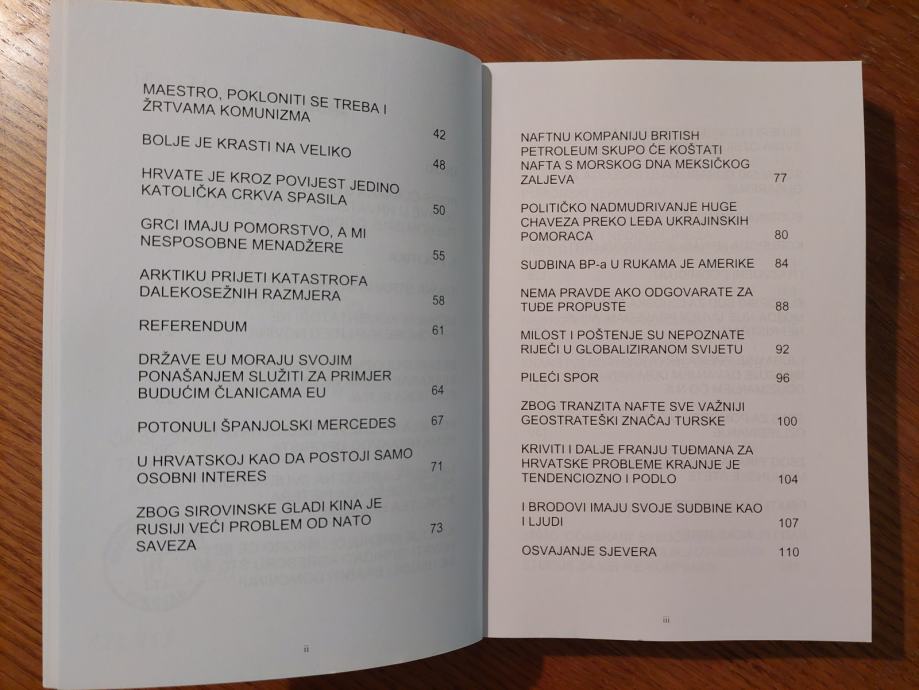 MAESTRO, POKLONITI SE TREBA I
ŽRTVAMA KOMUNIZMA 42
BOLJE JE KRASTI NA VELIKO 48
HRVATE JE KROZ POVIJEST JEDINO
KATOLIČKA CRKVA SPASILA 50
GRCI IMAJU POMORSTVO, A MI
NESPOSOBNE MENADŽERE 55
ARKTIKU PRIJETI KATASTROFA
DALEKOSEŽNIH RAZMJERA 58
REFERENDUM 61
DRŽAVE EU MORAJU SVOJIM
PONAŠANJEM SLUŽITI ZA PRIMJER
BUDUĆIM ČLANICAMA EU 64
POTONULI ŠPANJOLSKI MERCEDES 67
U HRVATSKOJ KAO DA POSTOJI SAMO
OSOBNI INTERES 71
ZBOG SIROVINSKE GLADI KINA JE
RUSIJI VEĆI PROBLEM OD NATO
SAVEZA 73
ii
NAFTNU KOMPANIJU BRITISH
PETROLEUM SKUPO ĆE KOŠTATI
NAFTA S MORSKOG DNA MEKSIČKOG
ZALJEVA 77
POLITIČKO NADMUDRIVANJE HUGE
CHAVEZA PREKO LEĐA UKRAJINSKIH
POMORACA 80
SUDBINA BP-a U RUKAMA JE AMERIKE 84
NEMA PRAVDE AKO ODGOVARATE ZA
TUĐE PROPUSTE 88
MILOST I POŠTENJE SU NEPOZNATE
RIJEČI U GLOBALIZIRANOM SVIJETU 92
PILEĆI SPOR 96
ZBOG TRANZITA NAFTE SVE VAŽNIJI
GEOSTRATEŠKI ZNAČAJ TURSKE 100
KRIVITI I DALJE FRANJU TUĐMANA ZA
HRVATSKE PROBLEME KRAJNJE JE
TENDENCIOZNO I PODLO 104
I BRODOVI IMAJU SVOJE SUDBINE KAO
I LJUDI 107
OSVAJANJE SJEVERA 110
iii